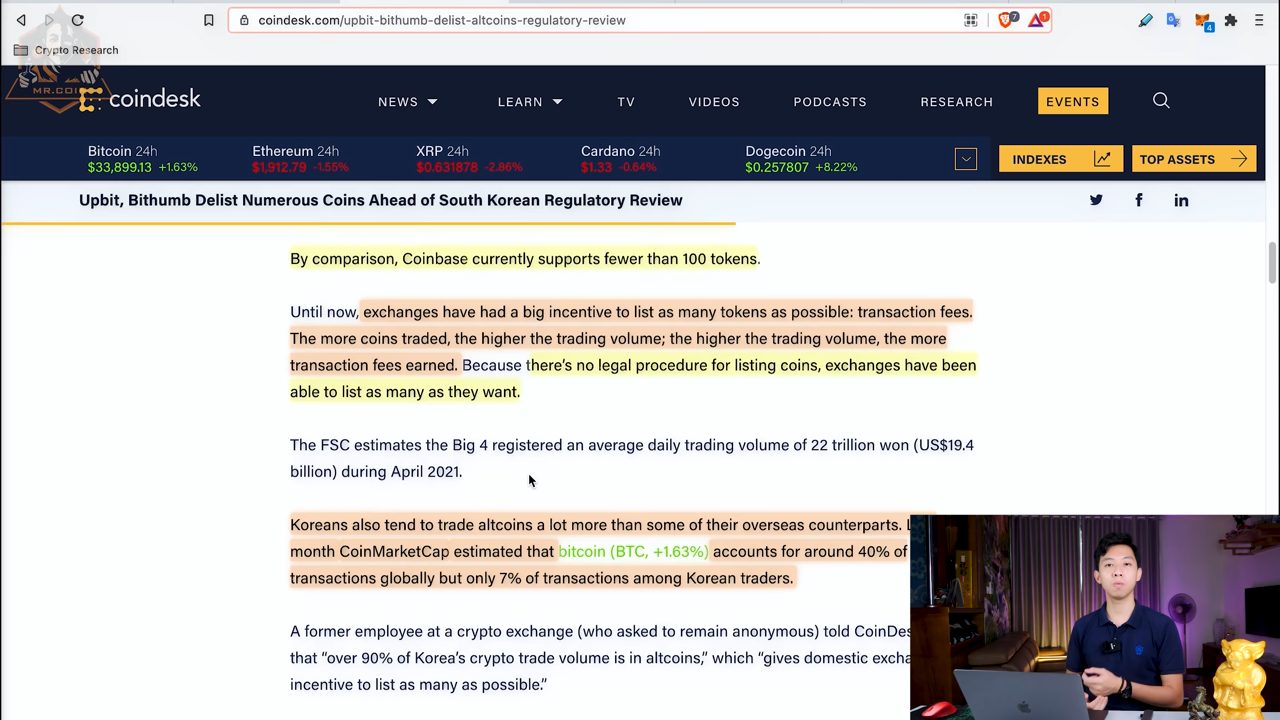 coindesk.com/upbit-bithumb-delist-altcoins-regulatory-review
7
1
4
Crypto Research
MR.COI
coindesk
NEWS LEARN TV VIDEOS PODCASTS RESEARCH EVENTS
Bitcoin 24h Ethereum 24h XRP 24h Cardano 24h Dogecoin 24h
$33,899.13 +1.63% $1,912.79 -1.55% $0.631878 -2.86% $1.33 -0.64% $0.257807 +8.22%
INDEXES TOP ASSETS
Upbit, Bithumb Delist Numerous Coins Ahead of South Korean Regulatory Review
By comparison, Coinbase currently supports fewer than 100 tokens.
Until now, exchanges have had a big incentive to list as many tokens as possible: transaction fees.
The more coins traded, the higher the trading volume; the higher the trading volume, the more
transaction fees earned. Because there's no legal procedure for listing coins, exchanges have been
able to list as many as they want.
The FSC estimates the Big 4 registered an average daily trading volume of 22 trillion won (US$19.4
billion) during April 2021.
Koreans also tend to trade altcoins a lot more than some of their overseas counterparts.
month CoinMarketCap estimated that bitcoin (BTC, +1.63%) accounts for around 40% of
transactions globally but only 7% of transactions among Korean traders.
A former employee at a crypto exchange (who asked to remain anonymous) told CoinDes
that “over 90% of Korea's crypto trade volume is in altcoins,” which “gives domestic excha
incentive to list as many as possible.”